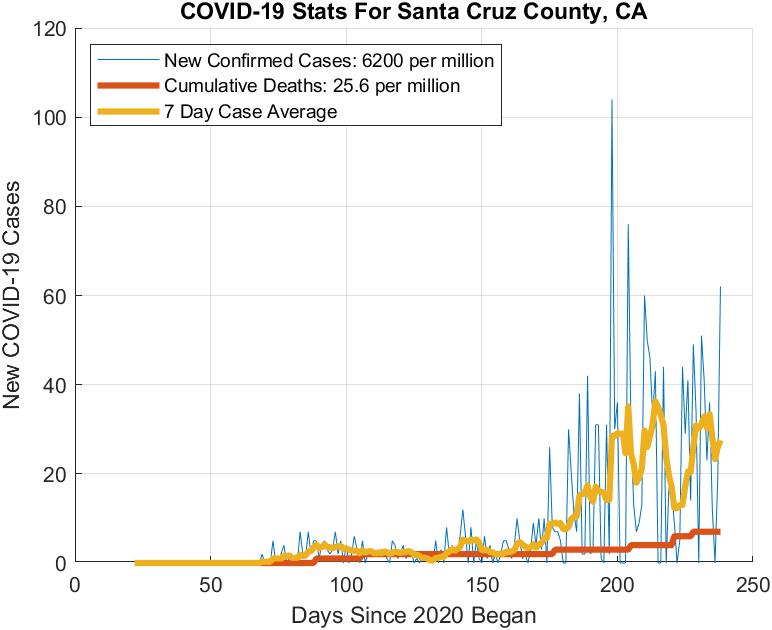 COVID-19 Stats For Santa Cruz County, CA
120
100
80
60
40
20
0
New COVID-19 Cases
New Confirmed Cases: 6200 per million
Cumulative Deaths: 25.6 per million
7 Day Case Average
0 50 100 150 200 250
Days Since 2020 Began